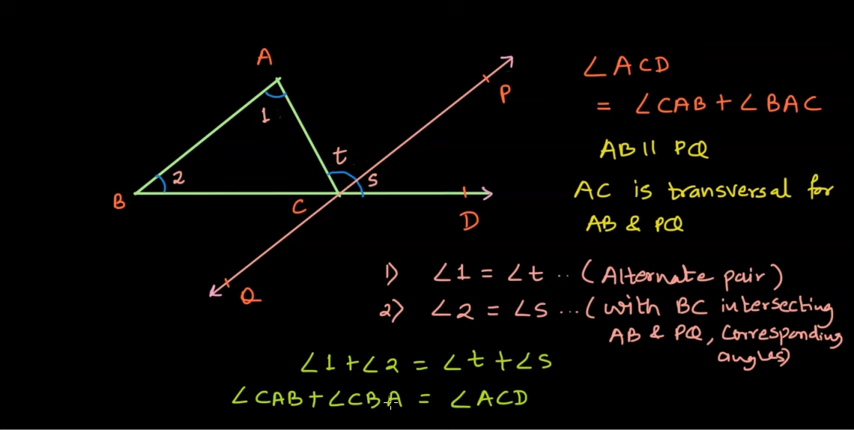 A
1
B
2
t
s
C
P
D
Q
∠ACD
= ∠CAB + ∠BAC
AB || PQ
AC is transversal for
AB & PQ
1) ∠1 = ∠t .. (Alternate pair)
2) ∠2 = ∠s ... (with BC intersecting
AB & PQ, Corresponding
angles)
∠1 + ∠2 = ∠t + ∠s
∠CAB + ∠CBA = ∠ACD